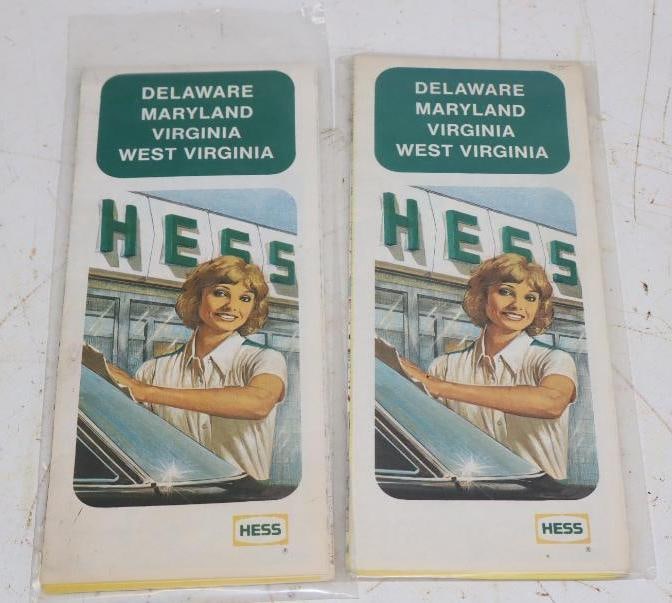 DELAWARE
MARYLAND
VIRGINIA
WEST VIRGINIA
HESS
HESS
®
DELAWARE
MARYLAND
VIRGINIA
WEST VIRGINIA
HESS
HESS
®